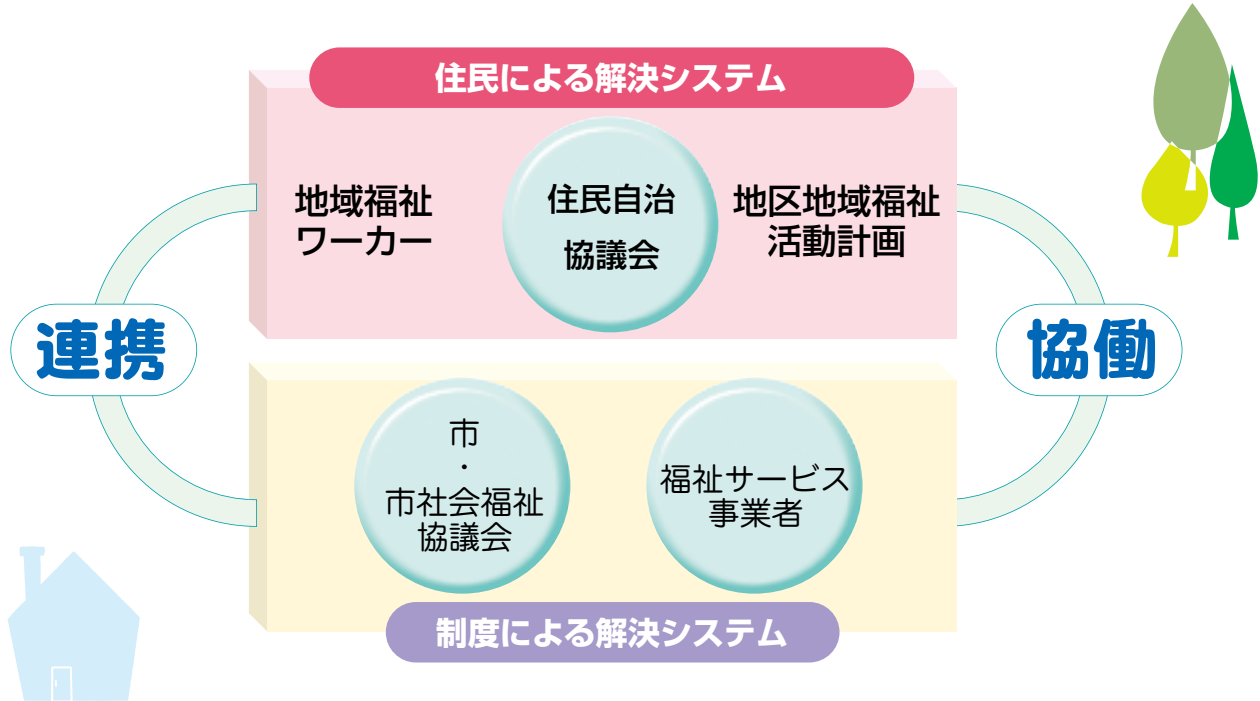 住民による解決システム
地域福祉
ワーカー
住民自治
協議会
地区地域福祉
活動計画
連携
協働
市
・
市社会福祉
協議会
福祉サービス
事業者
制度による解決システム